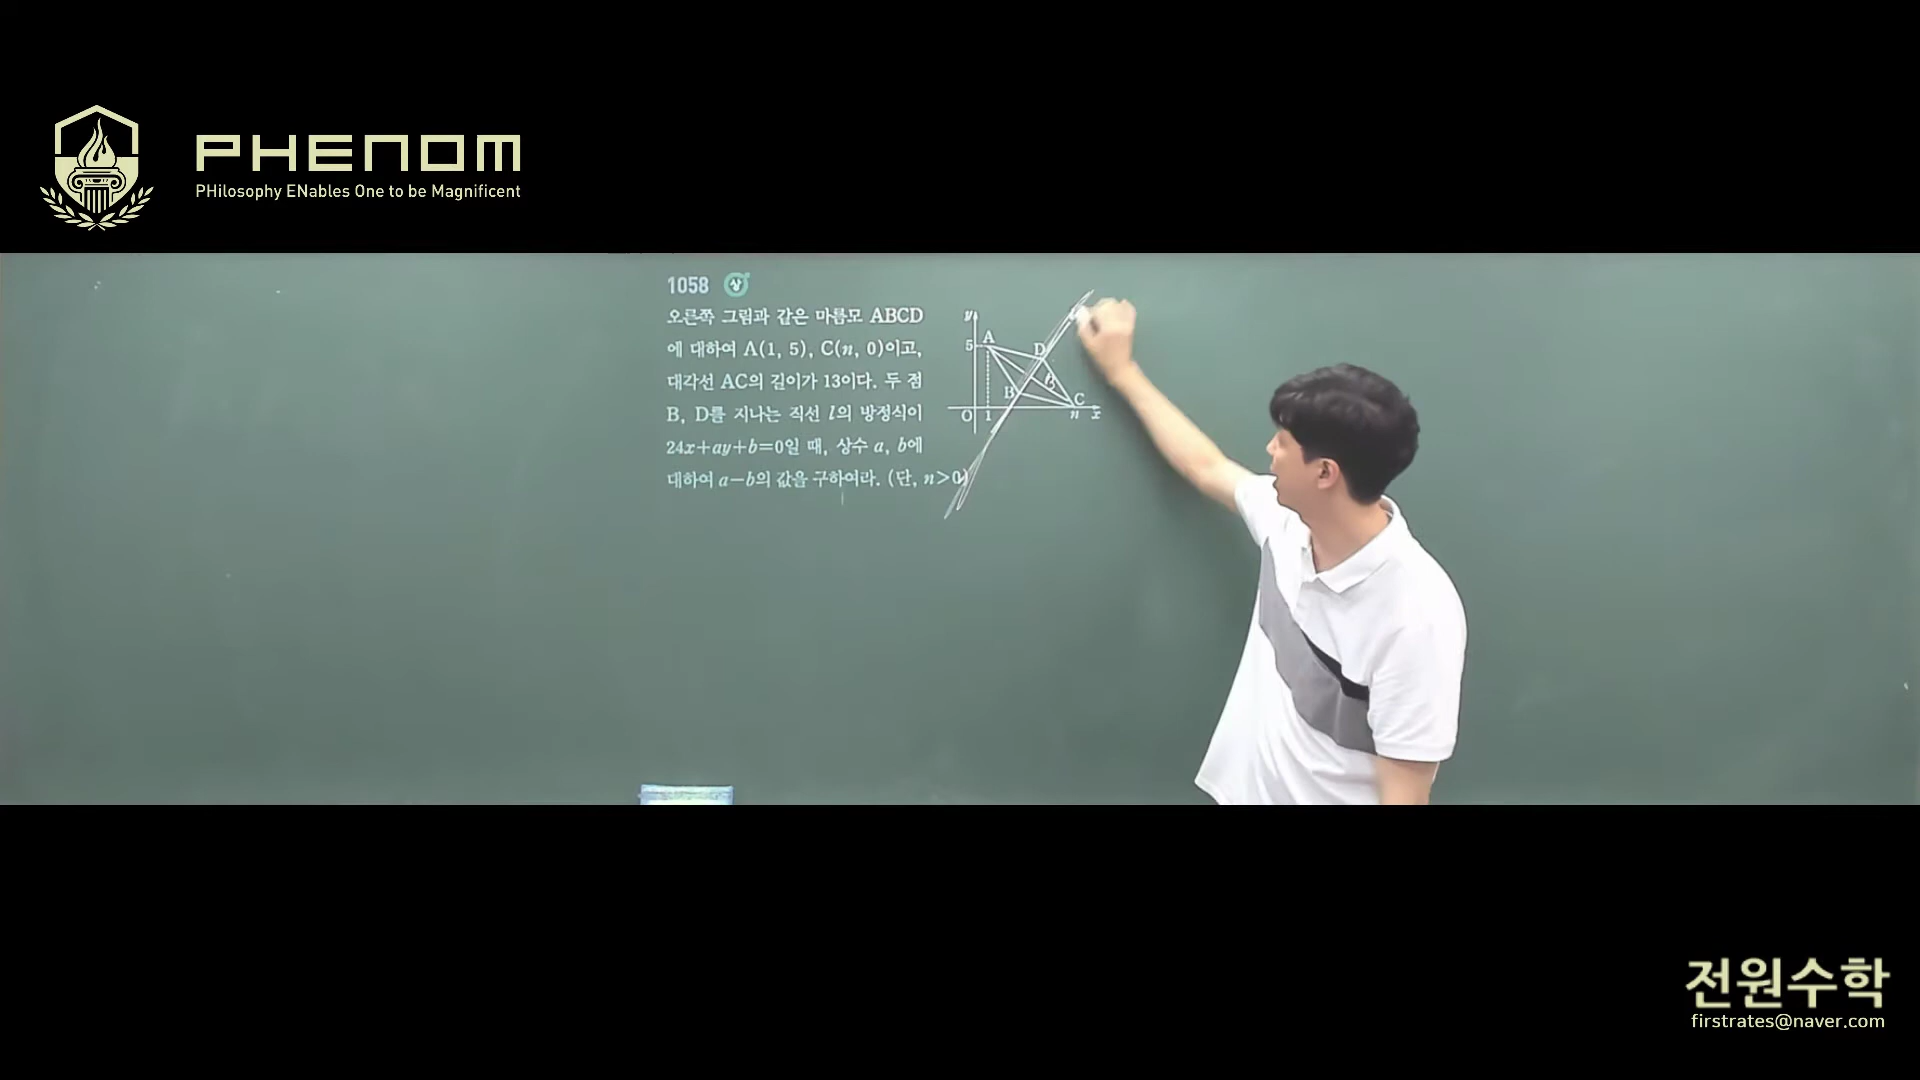 PHENOM
PHilosophy ENables One to be Magnificent
1058 상
오른쪽 그림과 같은 마름모 ABCD
에 대하여 A(1, 5), C(n, 0)이고,
대각선 AC의 길이가 13이다. 두 점
B, D를 지나는 직선 l의 방정식이
24x+ay+b=0일 때, 상수 a, b에
대하여 a-b의 값을 구하여라. (단, n>0)
y
5
A
D
B
C
O
1
n
x
전원수학
firstrates@naver.com